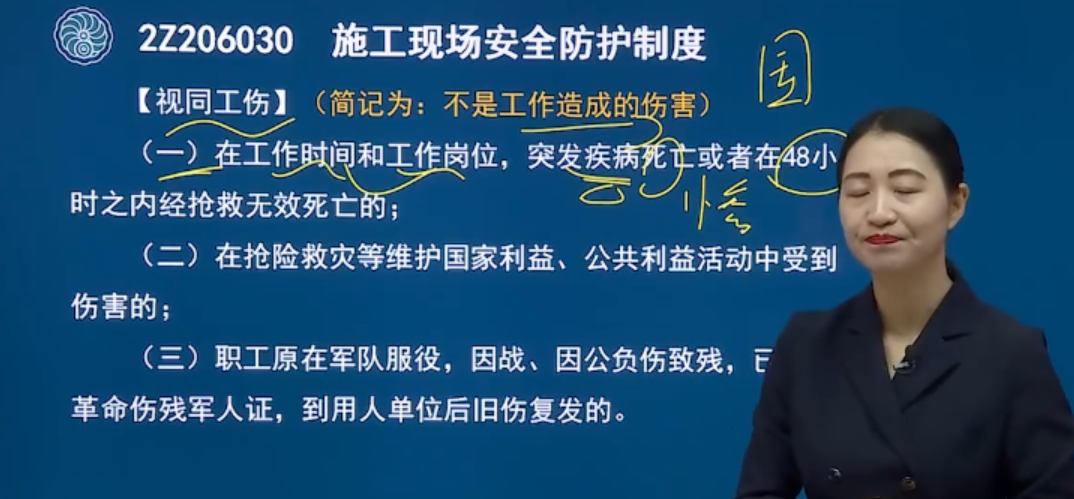 2Z206030 施工现场安全防护制度
【视同工伤】（简记为：不是工作造成的伤害）
（一）在工作时间和工作岗位，突发疾病死亡或者在48小
时之内经抢救无效死亡的；
（二）在抢险救灾等维护国家利益、公共利益活动中受到
伤害的；
（三）职工原在军队服役，因战、因公负伤致残，已
革命伤残军人证，到用人单位后旧伤复发的。